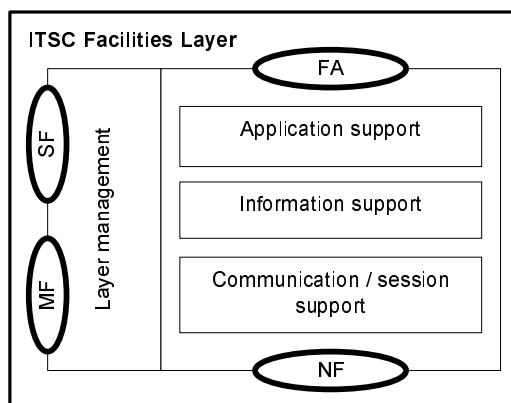 ITSC Facilities Layer
FA
SF
MF
Layer management
Application support
Information support
Communication / session
support
NF